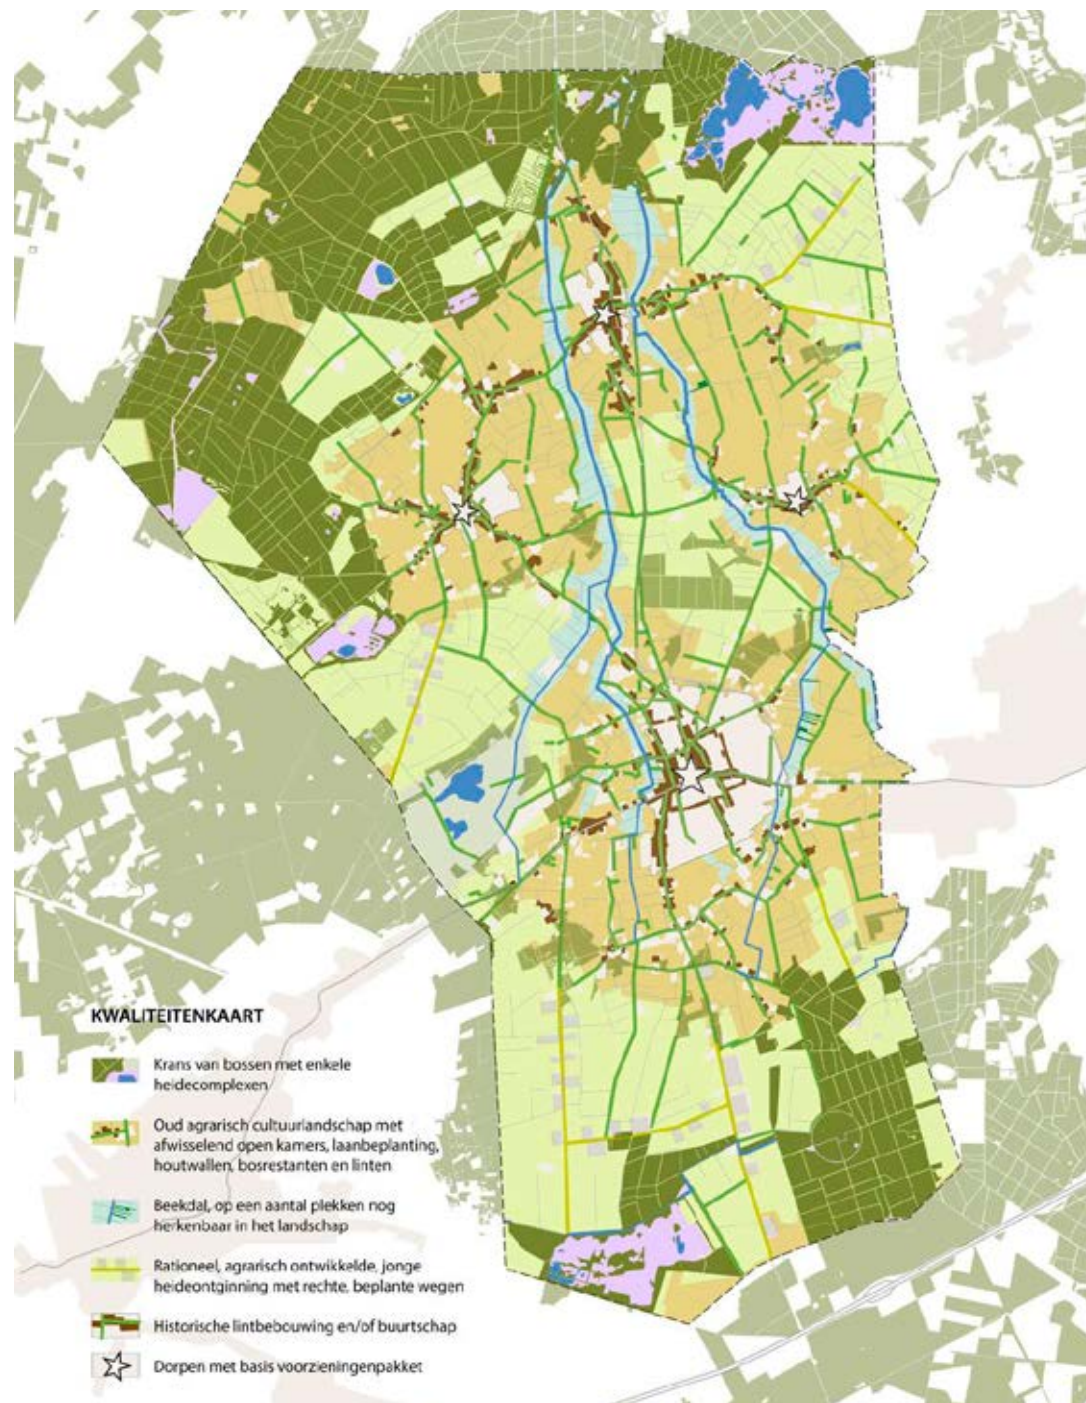 KWALITEITENKAART
Krans van bossen met enkele
heidecomplexen
Oud agrarisch cultuurlandschap met
afwisselend open kamers, laanbeplanting,
houtwallen, bosrestanten en linten
Beekdal, op een aantal plekken nog
herkenbaar in het landschap
Rationeel, agrarisch ontwikkelde, jonge
heideontginning met rechte, beplante wegen
Historische lintbebouwing en/of buurtschap
Dorpen met basis voorzieningenpakket